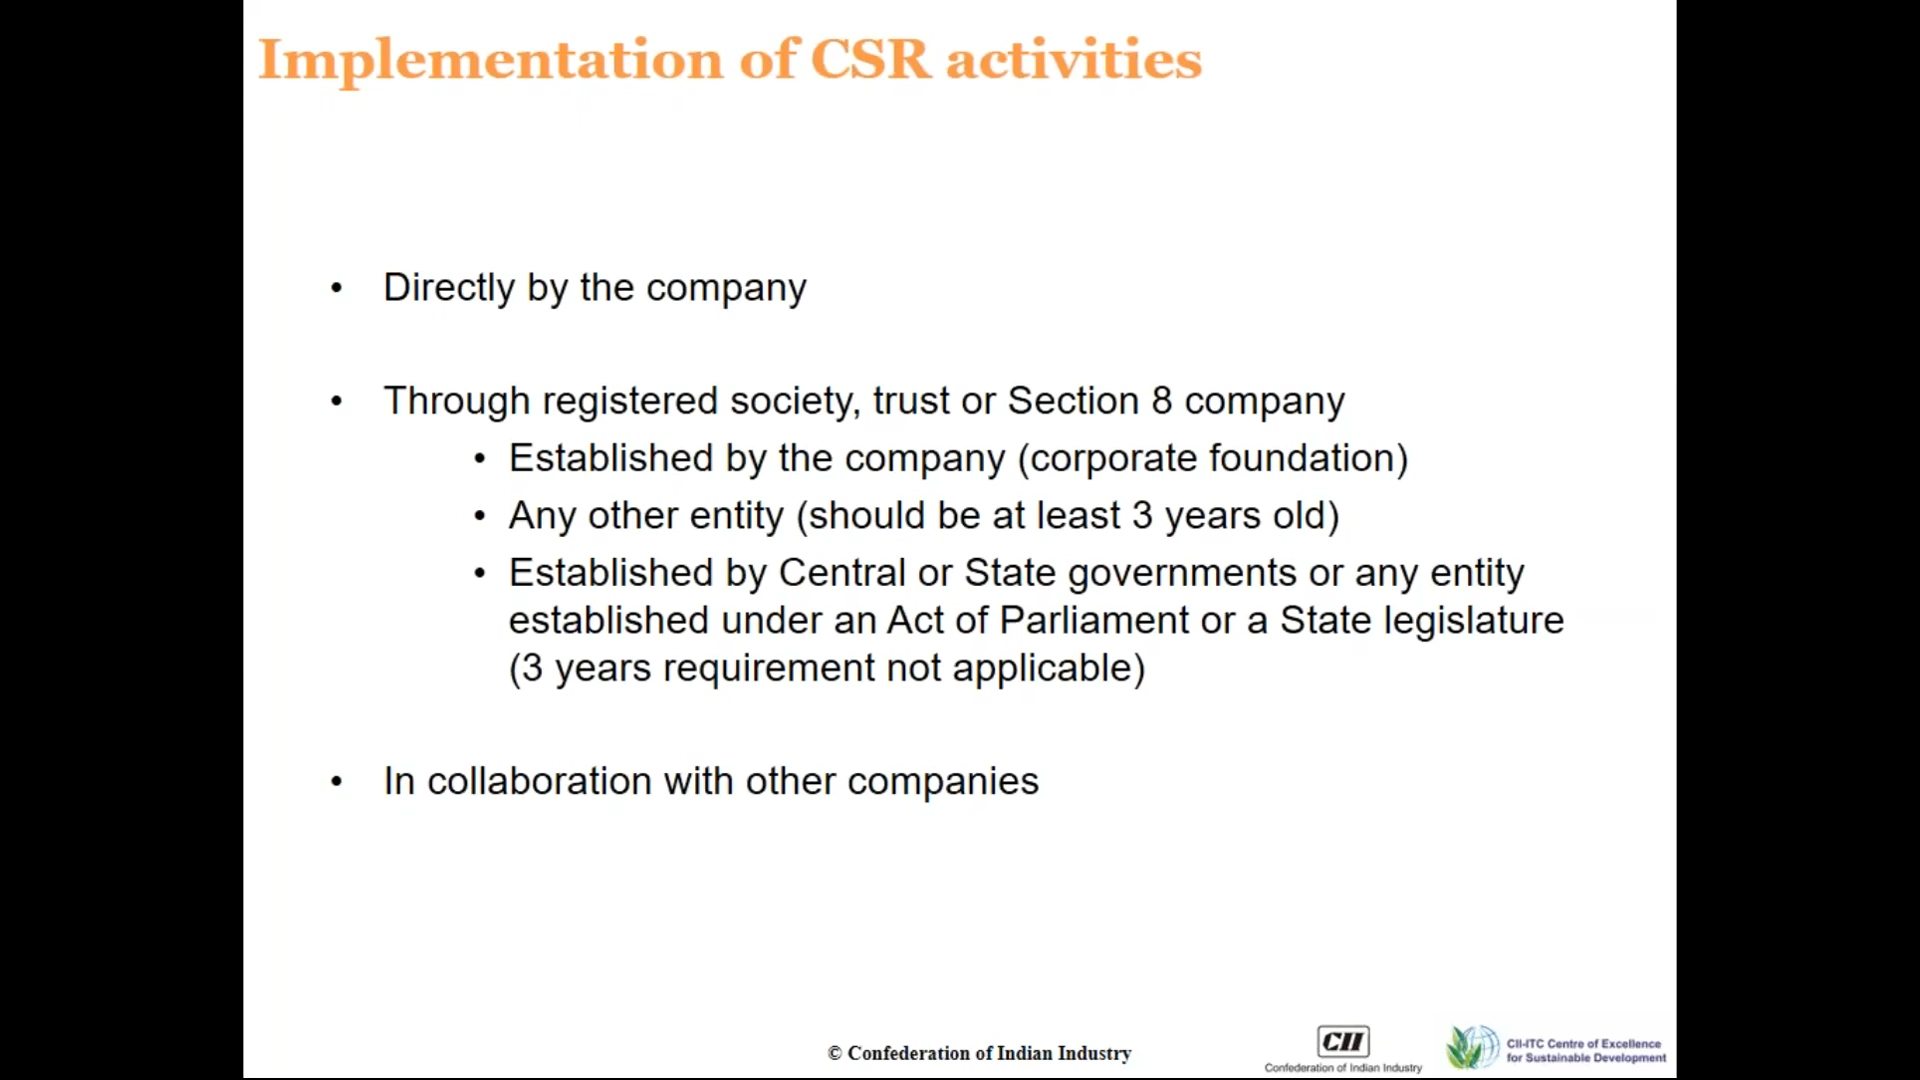 Implementation of CSR activities
• Directly by the company
• Through registered society, trust or Section 8 company
• Established by the company (corporate foundation)
• Any other entity (should be at least 3 years old)
• Established by Central or State governments or any entity
established under an Act of Parliament or a State legislature
(3 years requirement not applicable)
• In collaboration with other companies
© Confederation of Indian Industry
CII
Confederation of Indian Industry
CII-ITC Centre of Excellence
for Sustainable Development